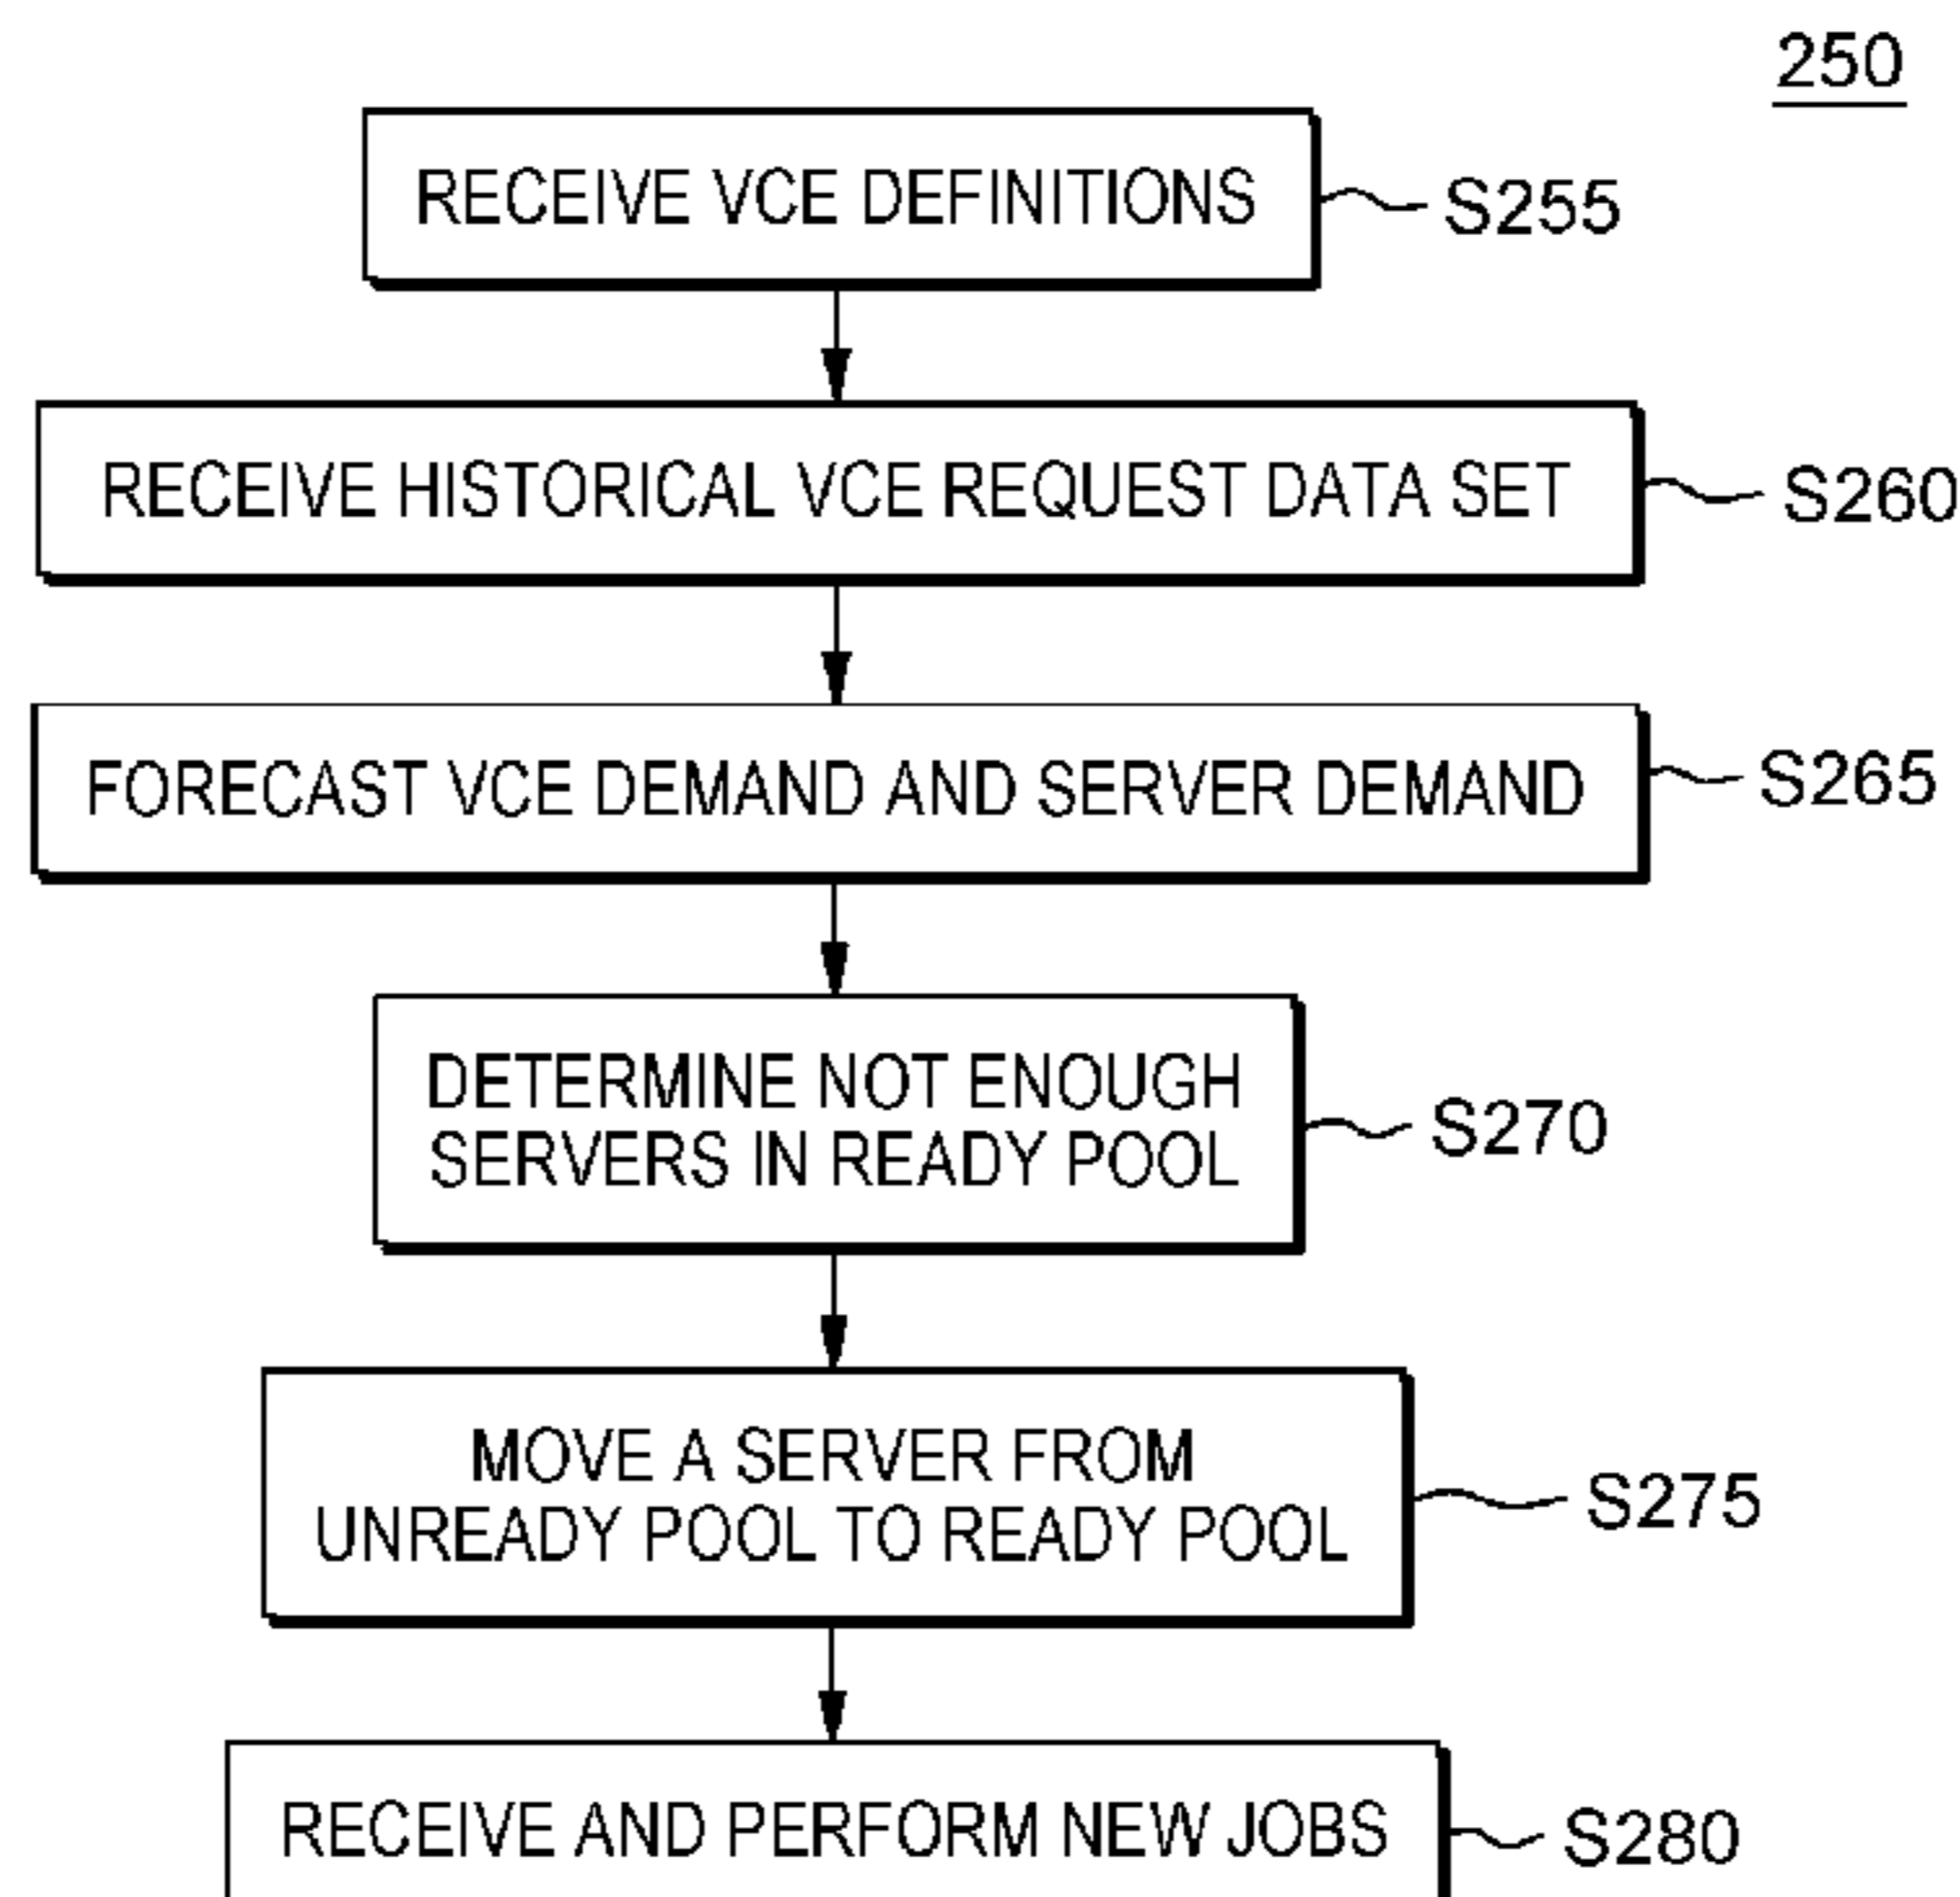 250
RECEIVE VCE DEFINITIONS
S255
RECEIVE HISTORICAL VCE REQUEST DATA SET
S260
FORECAST VCE DEMAND AND SERVER DEMAND
S265
DETERMINE NOT ENOUGH
SERVERS IN READY POOL
S270
MOVE A SERVER FROM
UNREADY POOL TO READY POOL
S275
RECEIVE AND PERFORM NEW JOBS
S280